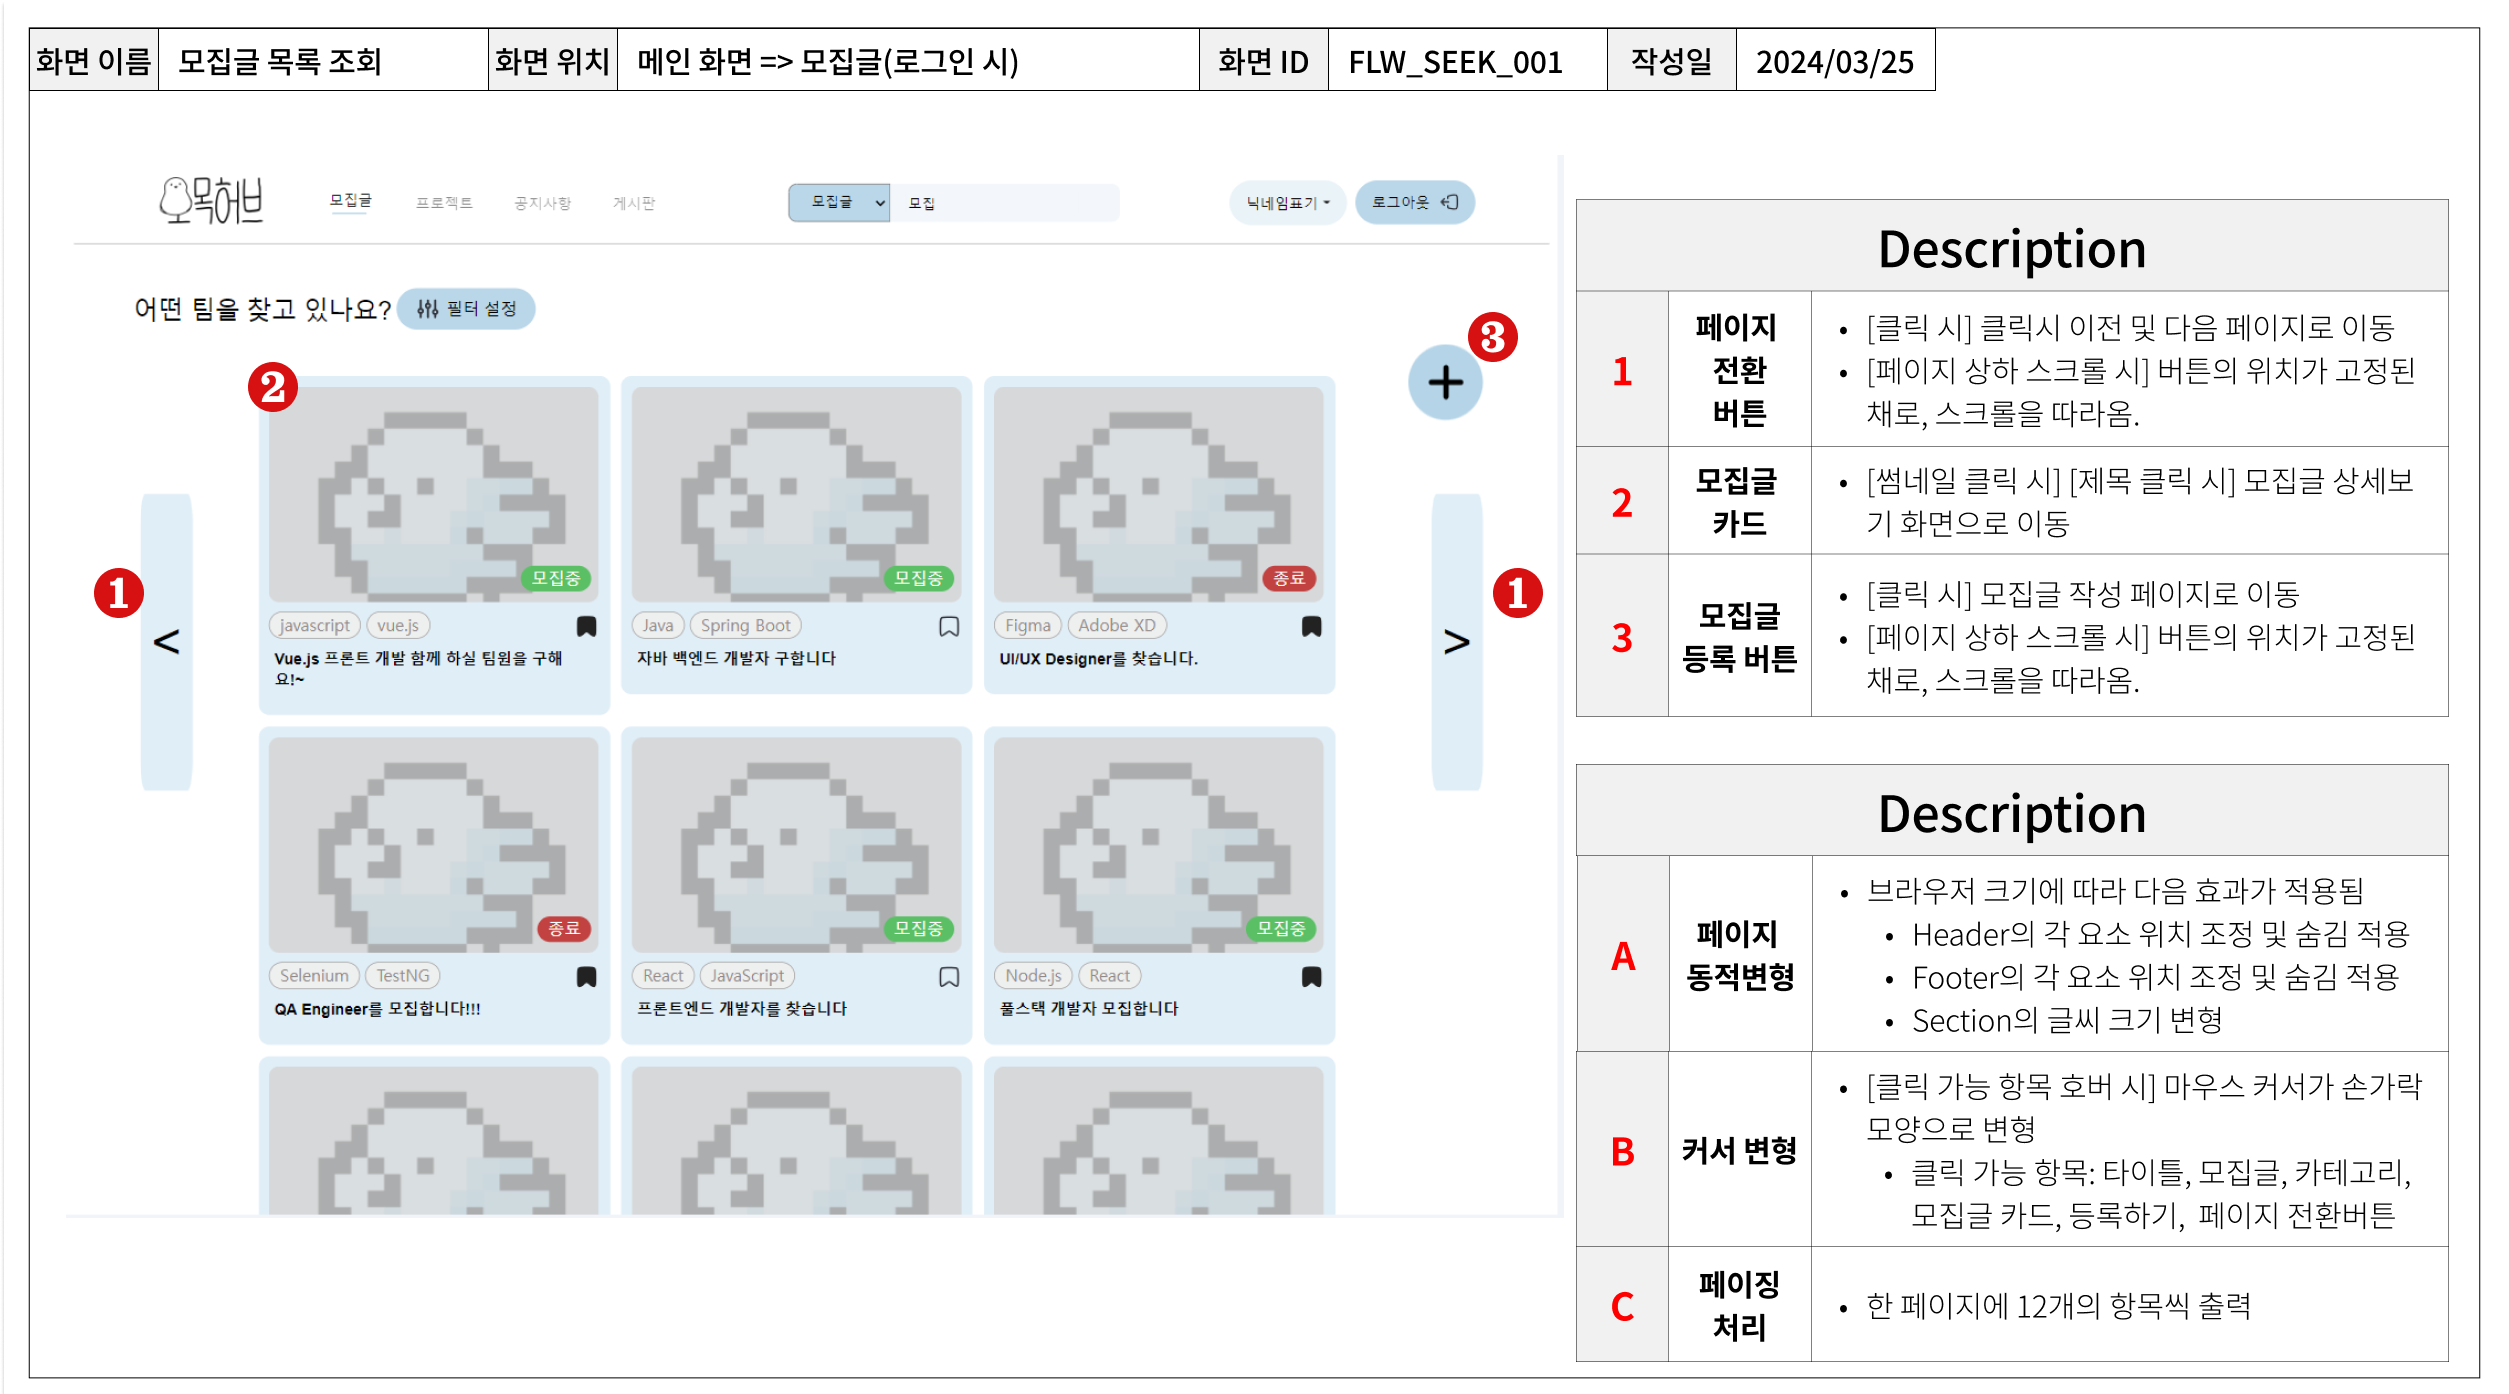 화면 이름 모집글 목록 조회 화면 위치 메인 화면 => 모집글(로그인 시) 화면 ID FLW_SEEK_001 작성일 2024/03/25
오목허브 모집글 프로젝트 공지사항 게시판 모집글 모집 닉네임표기 로그아웃
어떤 팀을 찾고 있나요? 필터 설정
3
+
2
1
<
1
>
모집중
모집중
종료
javascript vue.js
Java Spring Boot
Figma Adobe XD
Vue.js 프론트 개발 함께 하실 팀원을 구해
요!~
자바 백엔드 개발자 구합니다
UI/UX Designer를 찾습니다.
종료
모집중
모집중
Selenium TestNG
React JavaScript
Node.js React
QA Engineer를 모집합니다!!!
프론트엔드 개발자를 찾습니다
풀스택 개발자 모집합니다
Description
1
페이지
전환
버튼
• [클릭 시] 클릭시 이전 및 다음 페이지로 이동
• [페이지 상하 스크롤 시] 버튼의 위치가 고정된
채로, 스크롤을 따라옴.
2
모집글
카드
• [썸네일 클릭 시] [제목 클릭 시] 모집글 상세보
기 화면으로 이동
3
모집글
등록 버튼
• [클릭 시] 모집글 작성 페이지로 이동
• [페이지 상하 스크롤 시] 버튼의 위치가 고정된
채로, 스크롤을 따라옴.
Description
A
페이지
동적변형
• 브라우저 크기에 따라 다음 효과가 적용됨
• Header의 각 요소 위치 조정 및 숨김 적용
• Footer의 각 요소 위치 조정 및 숨김 적용
• Section의 글씨 크기 변형
B
커서 변형
• [클릭 가능 항목 호버 시] 마우스 커서가 손가락
모양으로 변형
• 클릭 가능 항목: 타이틀, 모집글, 카테고리,
모집글 카드, 등록하기, 페이지 전환버튼
C
페이징
처리
• 한 페이지에 12개의 항목씩 출력